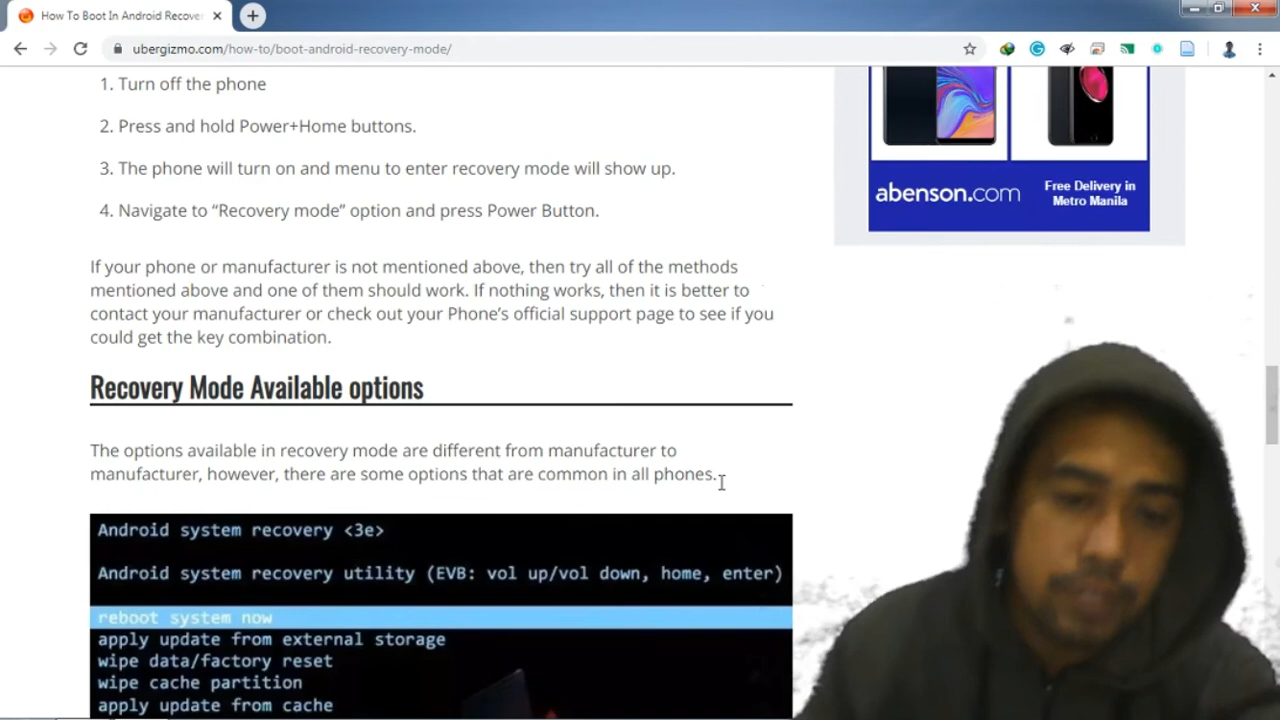 How To Boot In Android Recover
ubergizmo.com/how-to/boot-android-recovery-mode/
1. Turn off the phone
2. Press and hold Power+Home buttons.
3. The phone will turn on and menu to enter recovery mode will show up.
4. Navigate to “Recovery mode” option and press Power Button.
If your phone or manufacturer is not mentioned above, then try all of the methods
mentioned above and one of them should work. If nothing works, then it is better to
contact your manufacturer or check out your Phone’s official support page to see if you
could get the key combination.
Recovery Mode Available options
The options available in recovery mode are different from manufacturer to
manufacturer, however, there are some options that are common in all phones.
Android system recovery <3e>
Android system recovery utility (EVB: vol up/vol down, home, enter)
reboot system now
apply update from external storage
wipe data/factory reset
wipe cache partition
apply update from cache
abenson.com
Free Delivery in
Metro Manila